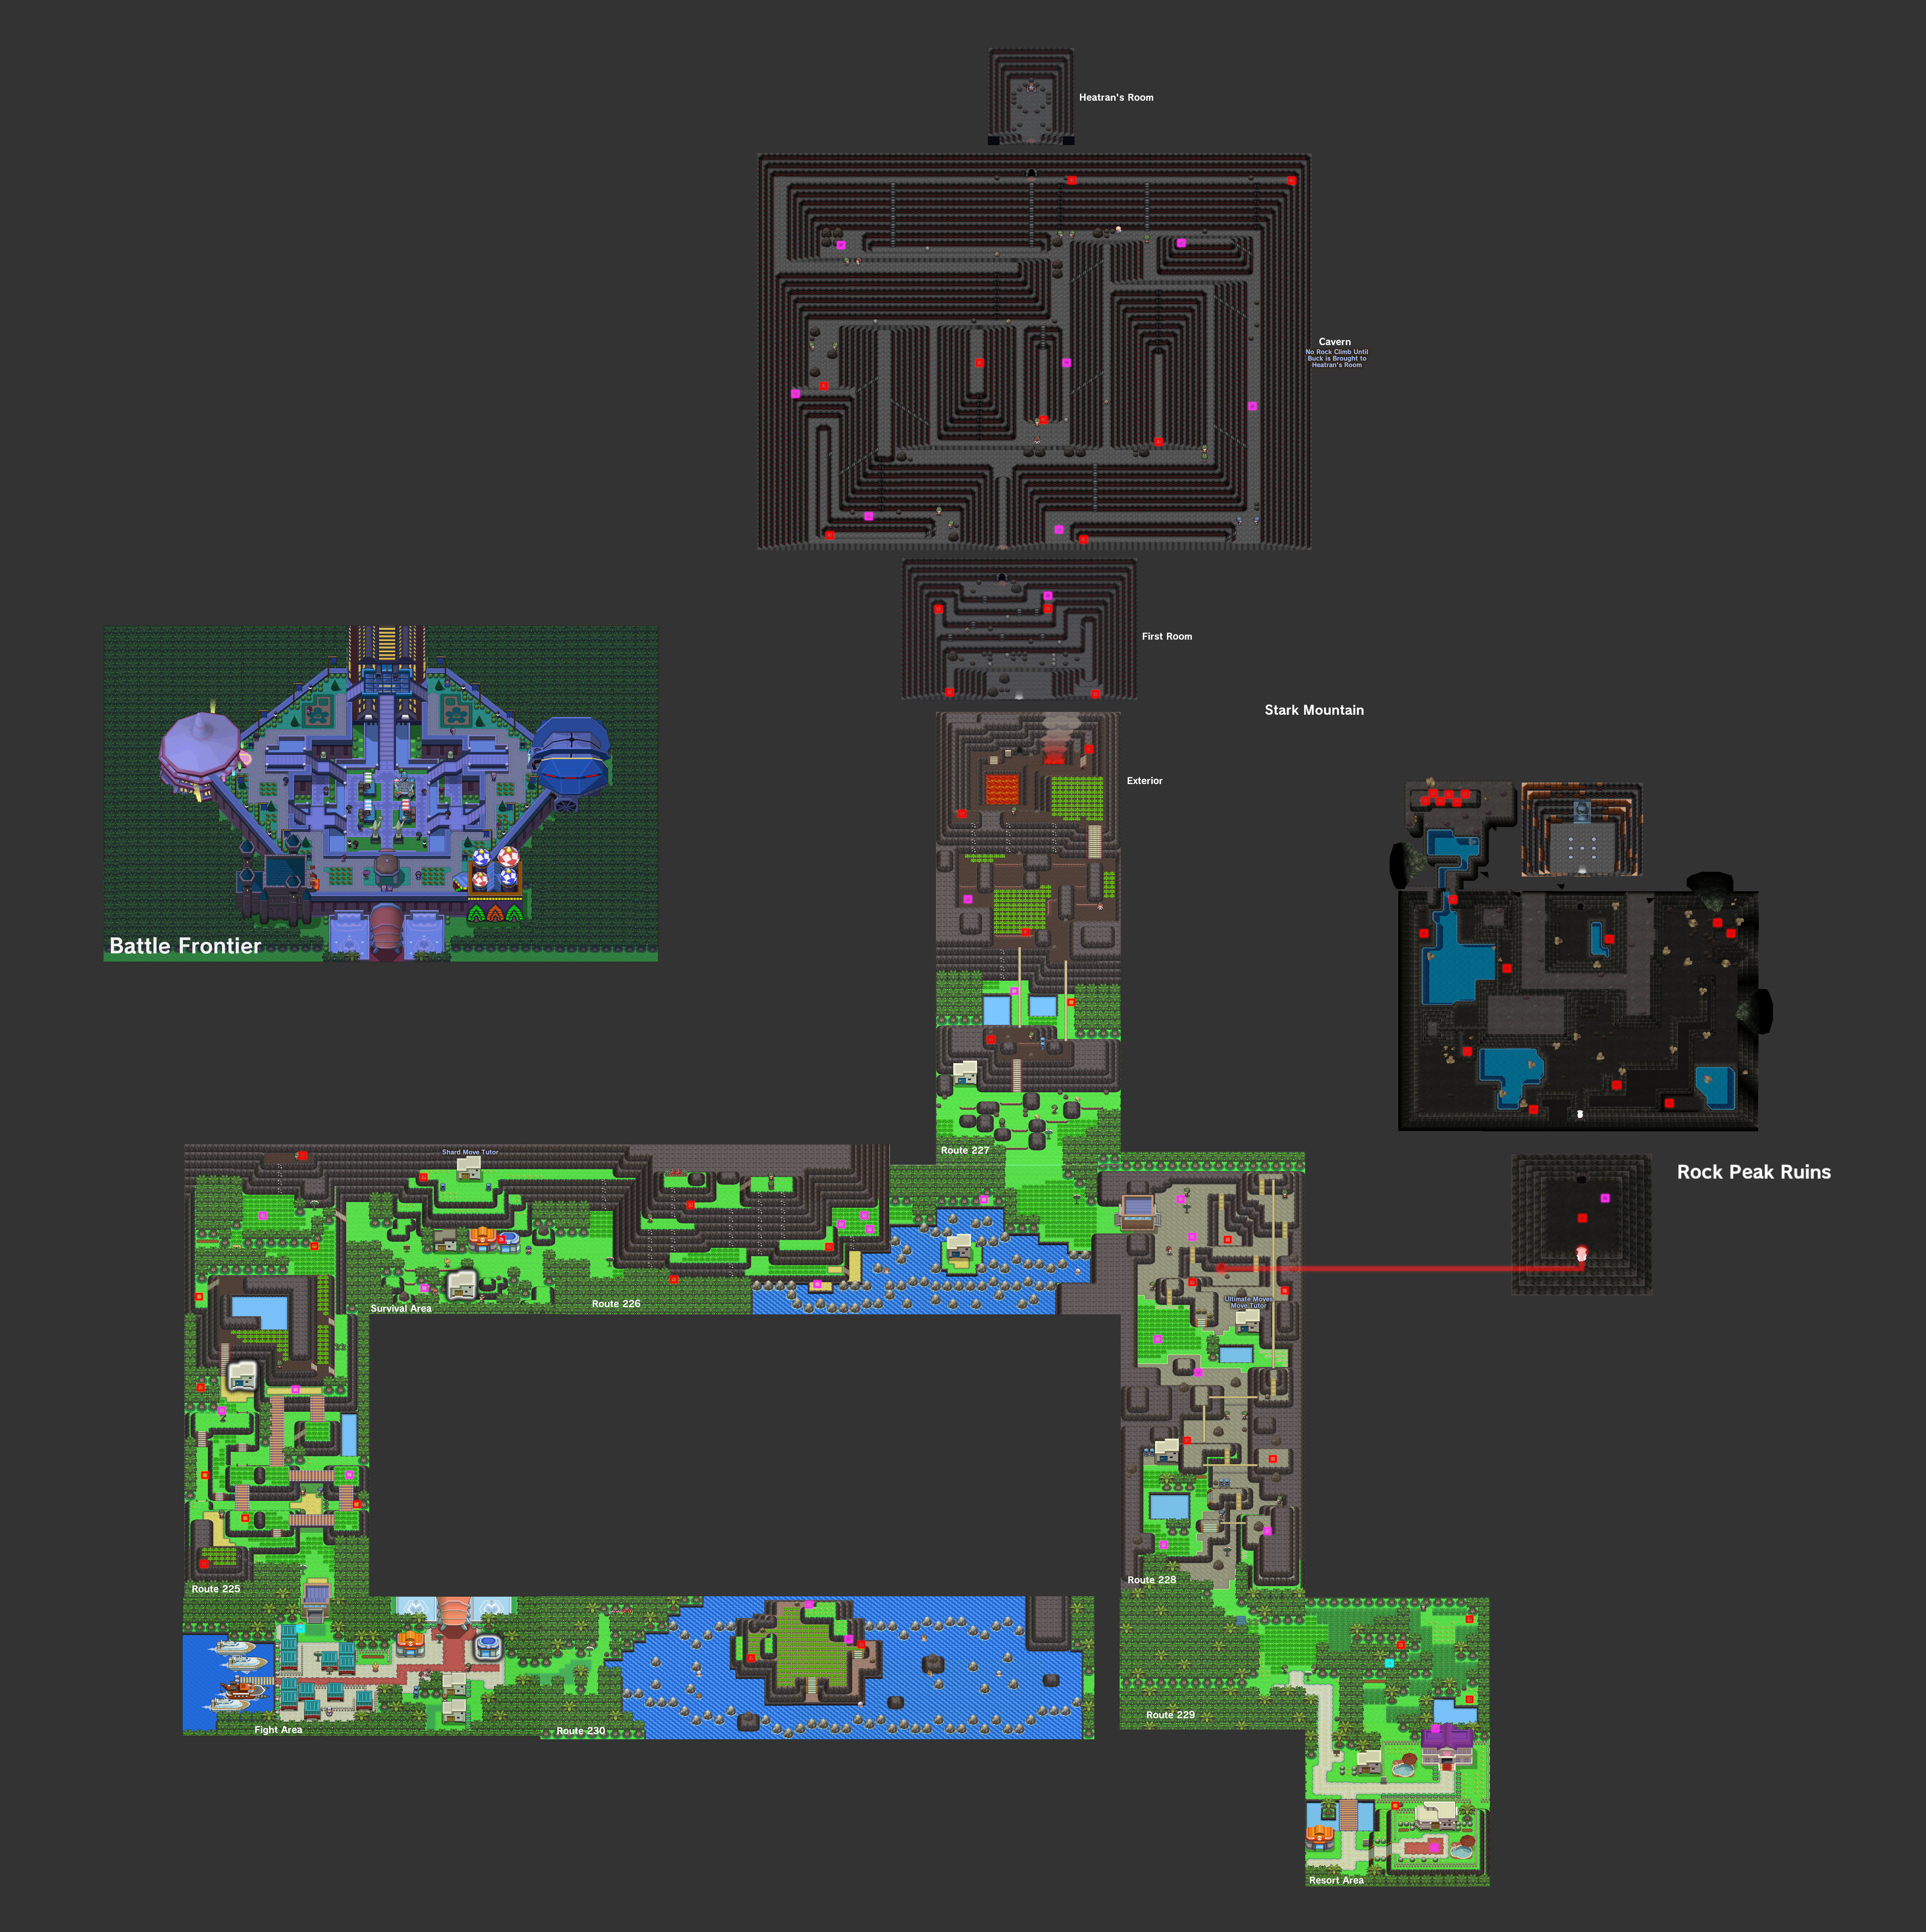 Heatran's Room
Cavern
No Rock Climb Until
Buck is Brought to
Heatran's Room
First Room
Stark Mountain
Exterior
Battle Frontier
Route 227
Shard Move Tutor
Rock Peak Ruins
Survival Area
Route 226
Ultimate Moves
Move Tutor
Route 225
Route 228
Fight Area
Route 230
Route 229
Resort Area